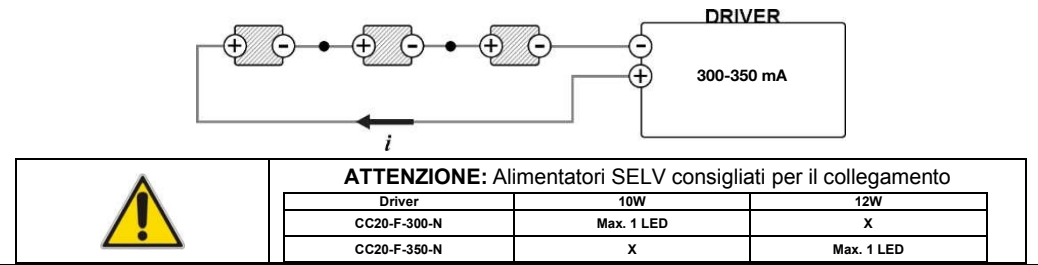 DRIVER
+ - + - + - -
+ 300-350 mA
i
ATTENZIONE: Alimentatori SELV consigliati per il collegamento
Driver 10W 12W
CC20-F-300-N Max. 1 LED X
CC20-F-350-N X Max. 1 LED